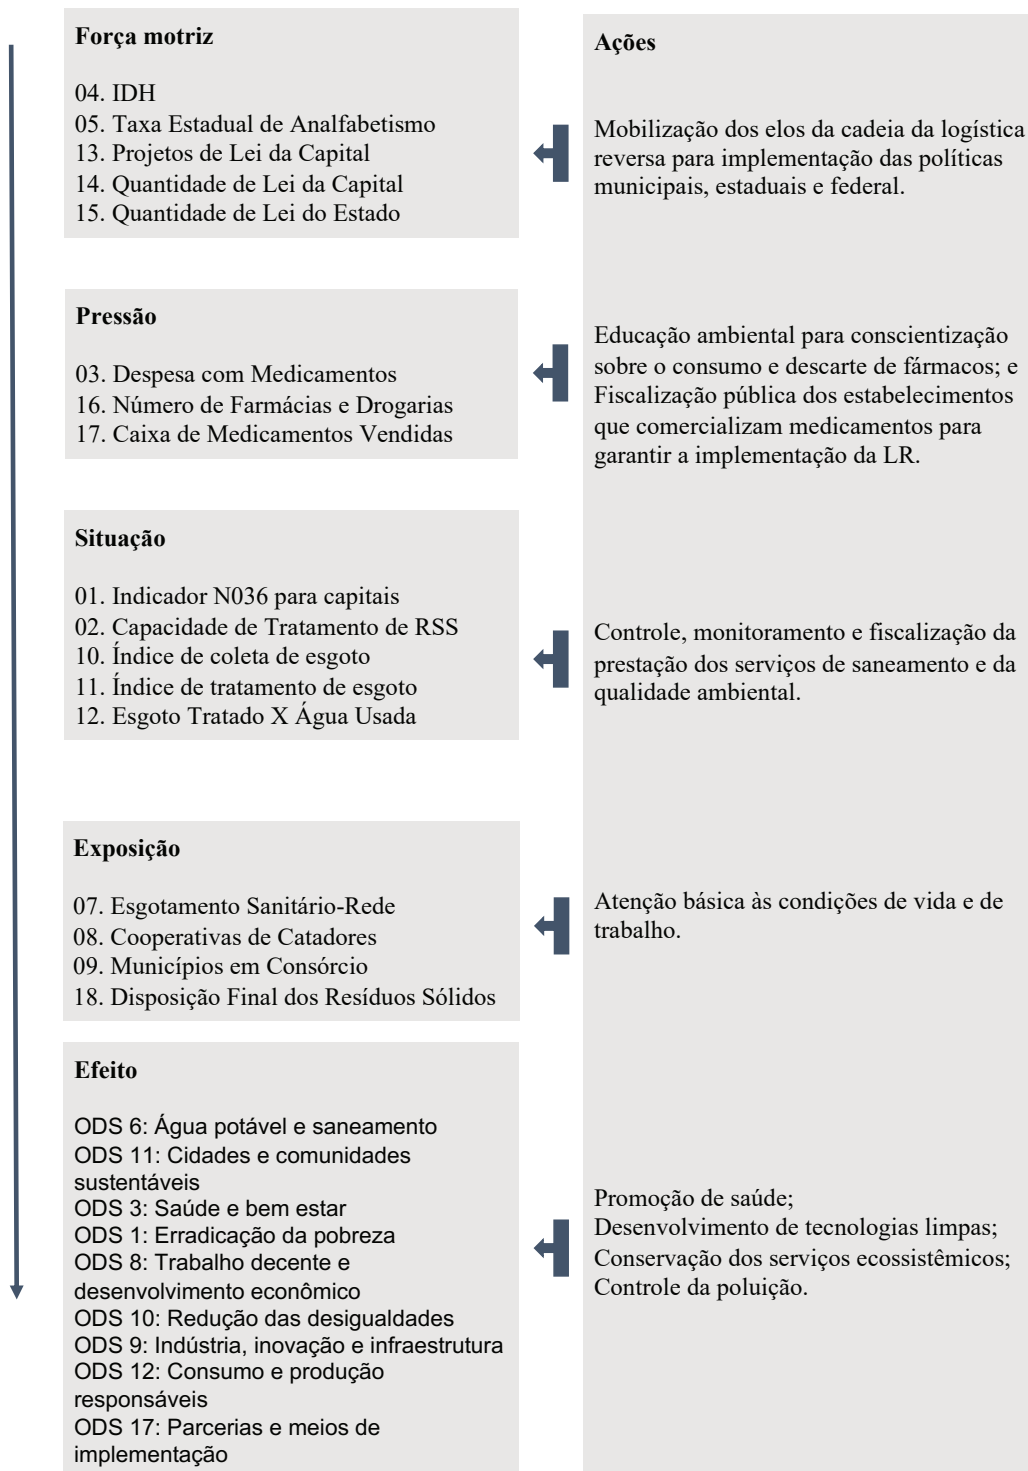 Força motriz
04. IDH
05. Taxa Estadual de Analfabetismo
13. Projetos de Lei da Capital
14. Quantidade de Lei da Capital
15. Quantidade de Lei do Estado
Ações
Mobilização dos elos da cadeia da logística
reversa para implementação das políticas
municipais, estaduais e federal.
Pressão
03. Despesa com Medicamentos
16. Número de Farmácias e Drogarias
17. Caixa de Medicamentos Vendidas
Educação ambiental para conscientização
sobre o consumo e descarte de fármacos; e
Fiscalização pública dos estabelecimentos
que comercializam medicamentos para
garantir a implementação da LR.
Situação
01. Indicador N036 para capitais
02. Capacidade de Tratamento de RSS
10. Índice de coleta de esgoto
11. Índice de tratamento de esgoto
12. Esgoto Tratado X Água Usada
Controle, monitoramento e fiscalização da
prestação dos serviços de saneamento e da
qualidade ambiental.
Exposição
07. Esgotamento Sanitário-Rede
08. Cooperativas de Catadores
09. Municípios em Consórcio
18. Disposição Final dos Resíduos Sólidos
Atenção básica às condições de vida e de
trabalho.
Efeito
ODS 6: Água potável e saneamento
ODS 11: Cidades e comunidades
sustentáveis
ODS 3: Saúde e bem estar
ODS 1: Erradicação da pobreza
ODS 8: Trabalho decente e
desenvolvimento econômico
ODS 10: Redução das desigualdades
ODS 9: Indústria, inovação e infraestrutura
ODS 12: Consumo e produção
responsáveis
ODS 17: Parcerias e meios de
implementação
Promoção de saúde;
Desenvolvimento de tecnologias limpas;
Conservação dos serviços ecossistêmicos;
Controle da poluição.